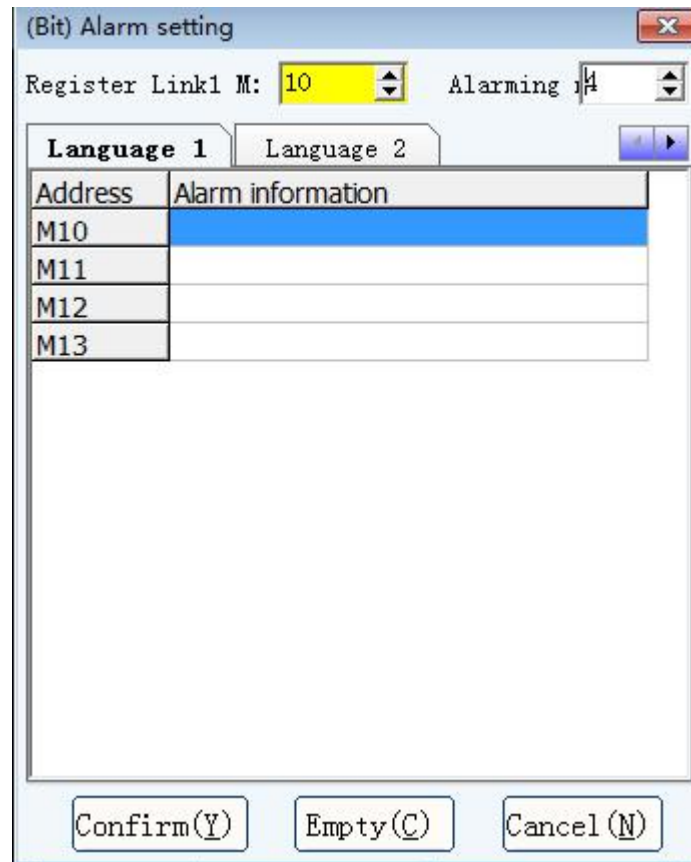 (Bit) Alarm setting
Register Link1 M: 10 Alarming 4
Language 1 Language 2
Address Alarm information
M10
M11
M12
M13
Confirm(Y) Empty(C) Cancel(N)